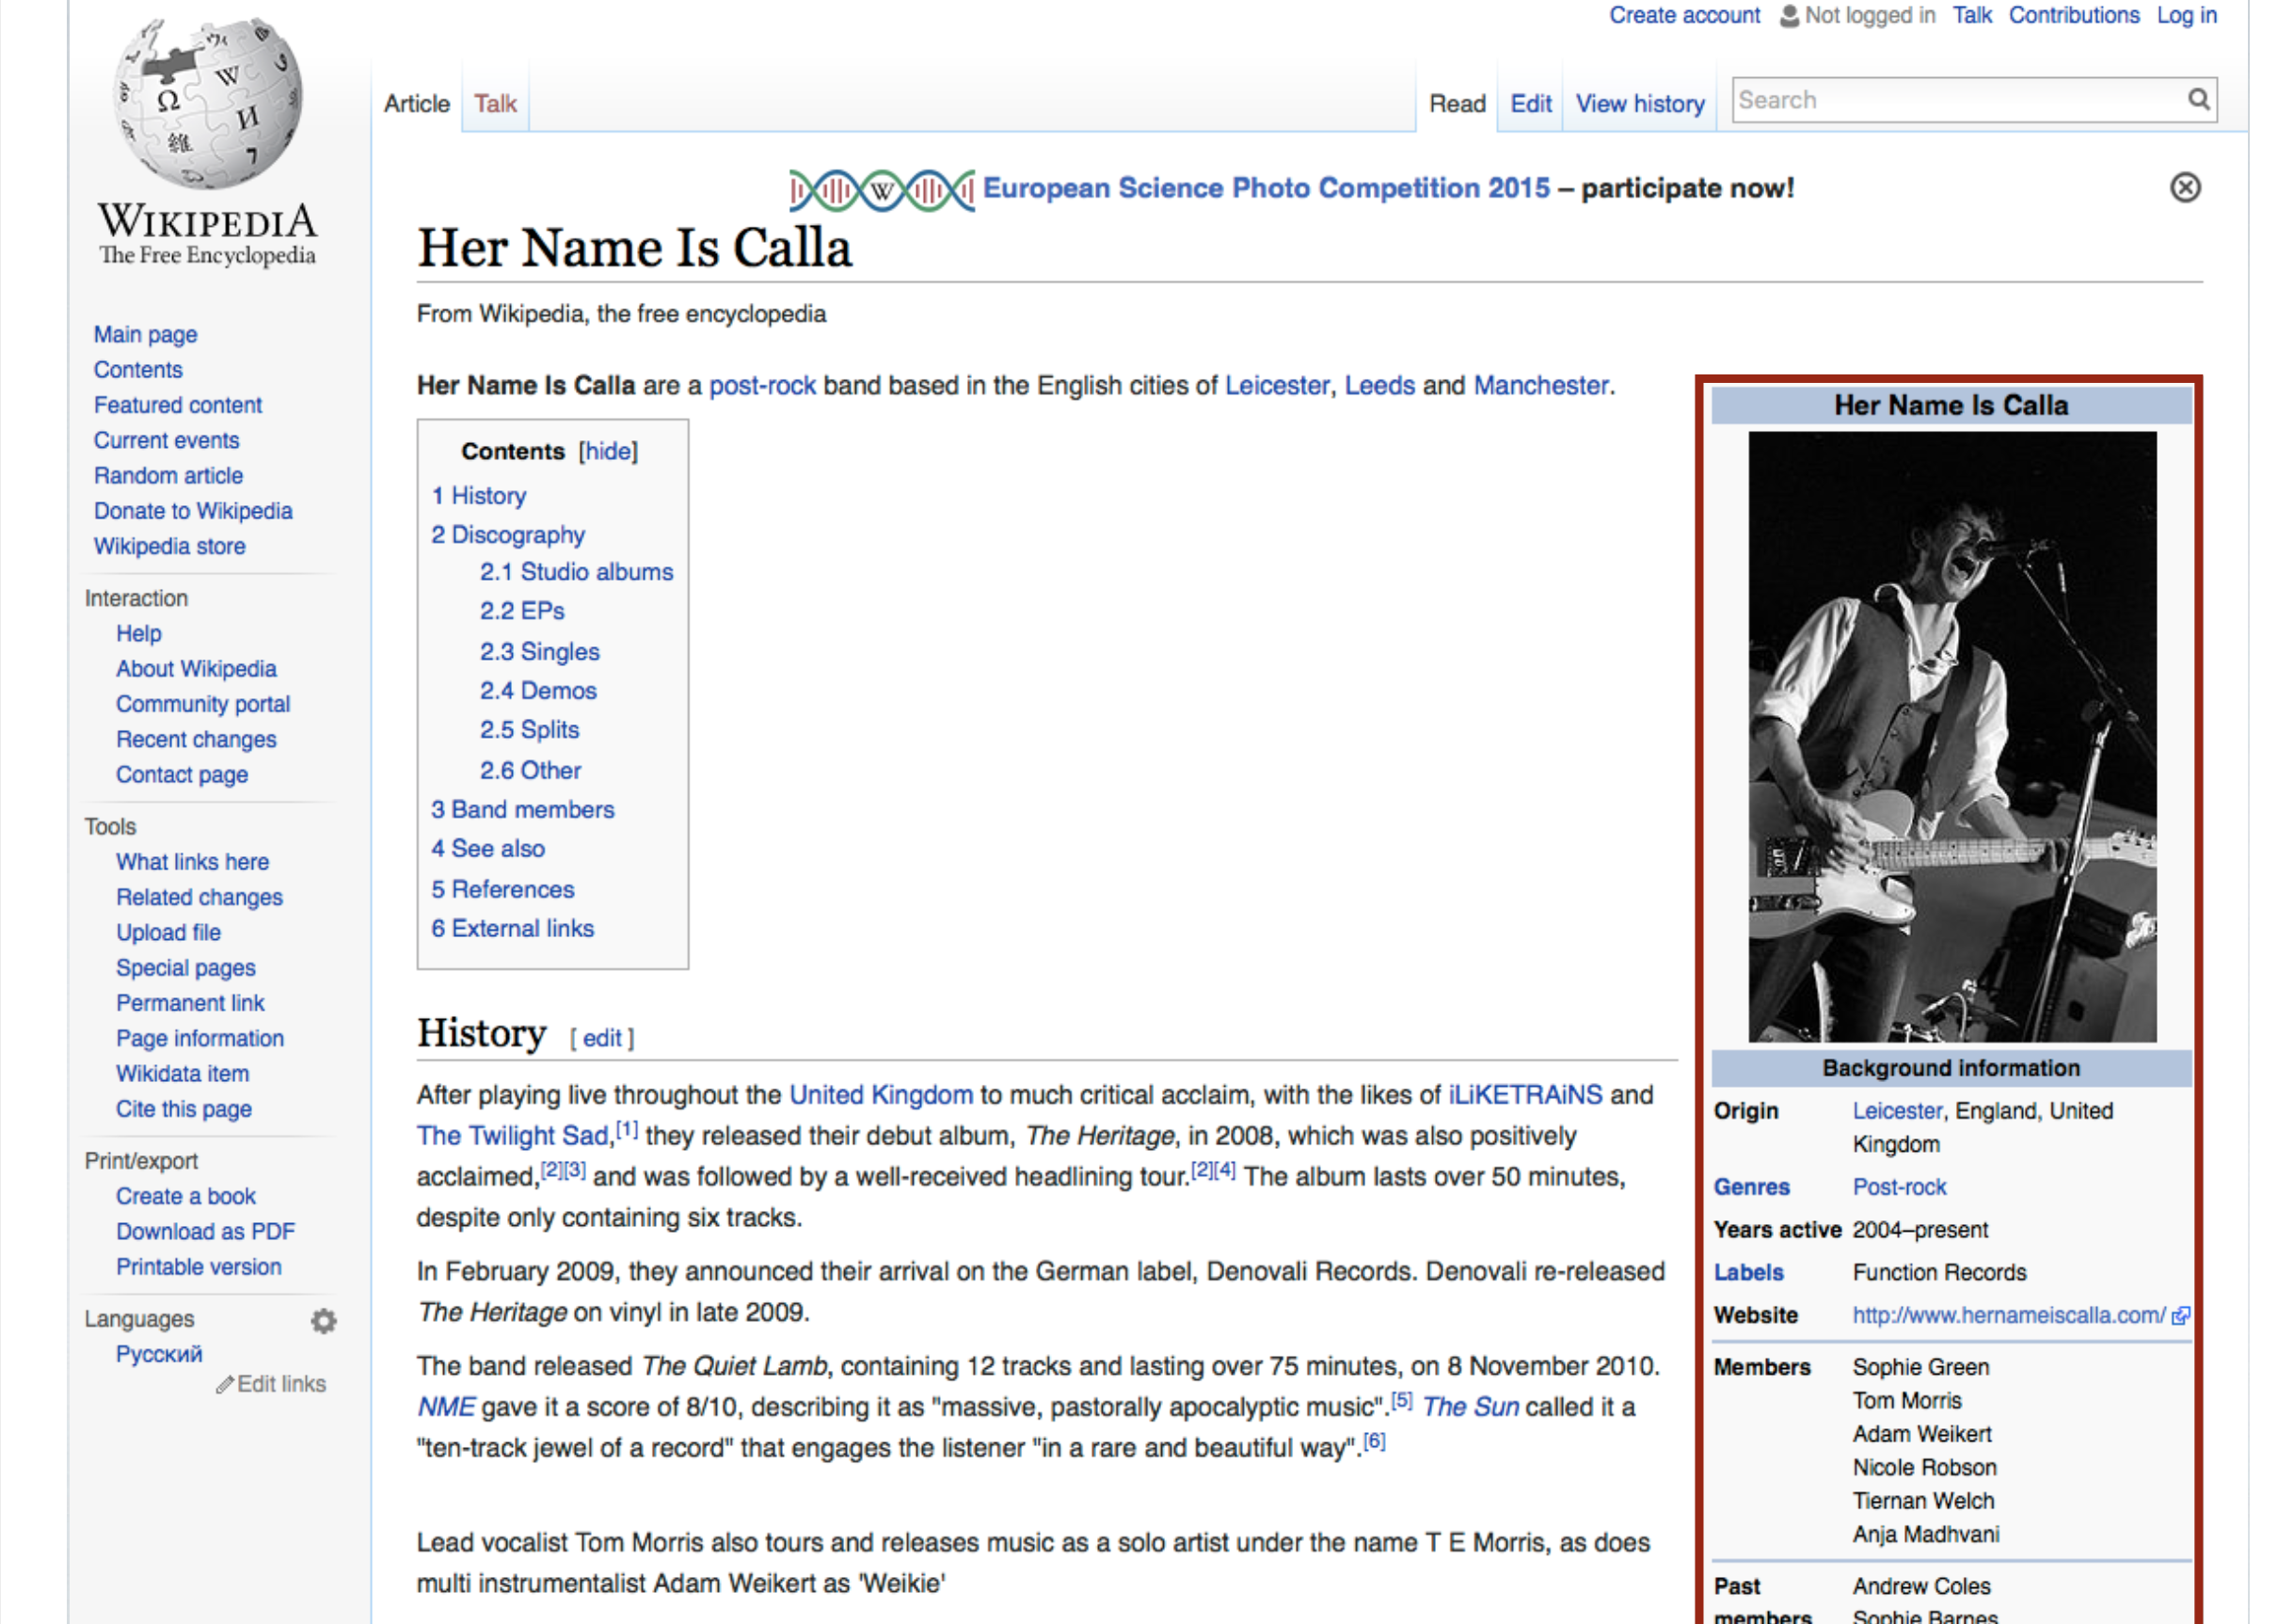 Create account Not logged in Talk Contributions Log in
Article Talk Read Edit View history Search
WIKIPEDIA
The Free Encyclopedia
W European Science Photo Competition 2015 – participate now!
Her Name Is Calla
From Wikipedia, the free encyclopedia
Main page
Contents
Featured content
Current events
Random article
Donate to Wikipedia
Wikipedia store
Interaction
Help
About Wikipedia
Community portal
Recent changes
Contact page
Tools
What links here
Related changes
Upload file
Special pages
Permanent link
Page information
Wikidata item
Cite this page
Print/export
Create a book
Download as PDF
Printable version
Languages
Русский
Edit links
Her Name Is Calla are a post-rock band based in the English cities of Leicester, Leeds and Manchester.
Contents [hide]
1 History
2 Discography
2.1 Studio albums
2.2 EPs
2.3 Singles
2.4 Demos
2.5 Splits
2.6 Other
3 Band members
4 See also
5 References
6 External links
History [ edit ]
After playing live throughout the United Kingdom to much critical acclaim, with the likes of iLiKETRAiNS and
The Twilight Sad,[1] they released their debut album, The Heritage, in 2008, which was also positively
acclaimed,[2][3] and was followed by a well-received headlining tour.[2][4] The album lasts over 50 minutes,
despite only containing six tracks.
In February 2009, they announced their arrival on the German label, Denovali Records. Denovali re-released
The Heritage on vinyl in late 2009.
The band released The Quiet Lamb, containing 12 tracks and lasting over 75 minutes, on 8 November 2010.
NME gave it a score of 8/10, describing it as "massive, pastorally apocalyptic music".[5] The Sun called it a
"ten-track jewel of a record" that engages the listener "in a rare and beautiful way".[6]
Lead vocalist Tom Morris also tours and releases music as a solo artist under the name T E Morris, as does
multi instrumentalist Adam Weikert as 'Weikie'
Her Name Is Calla
Background information
Origin Leicester, England, United
Kingdom
Genres Post-rock
Years active 2004–present
Labels Function Records
Website http://www.hernameiscalla.com/
Members Sophie Green
Tom Morris
Adam Weikert
Nicole Robson
Tiernan Welch
Anja Madhvani
Past Andrew Coles
members Sophie Barnes